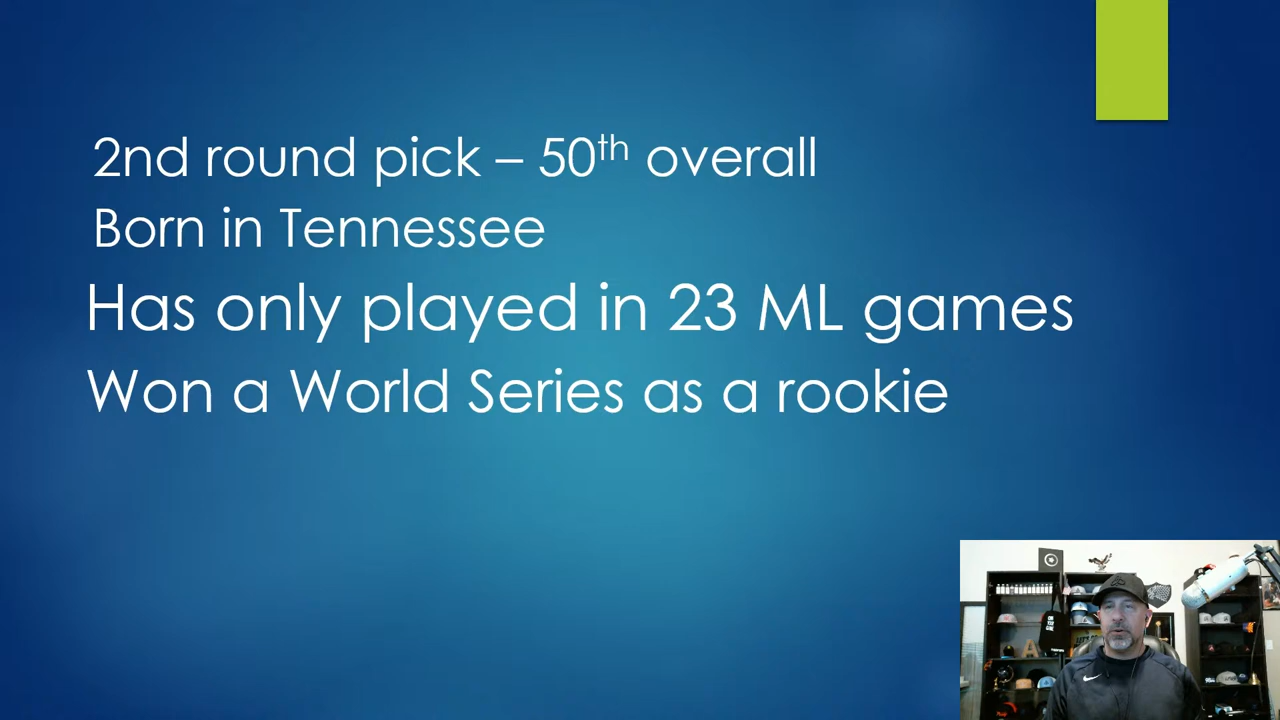 2nd round pick – 50th overall
Born in Tennessee
Has only played in 23 ML games
Won a World Series as a rookie